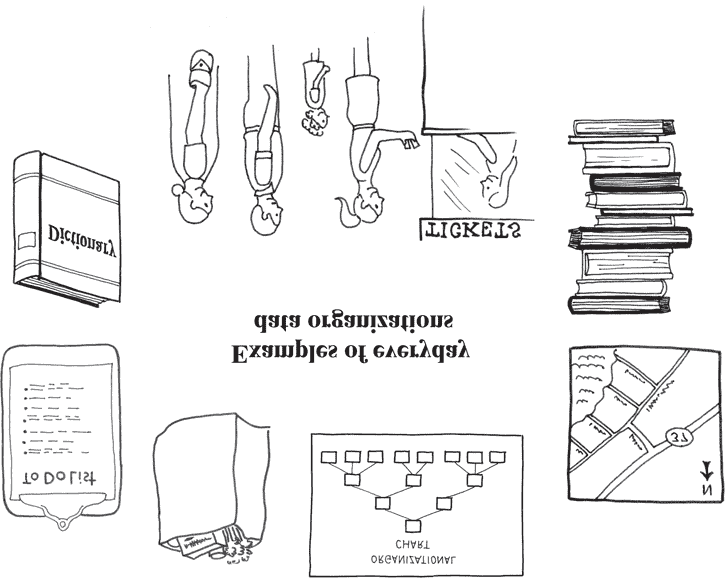 Examples of everyday
data organizations
TICKETS
Dictionary
To Do List
ORGANIZATIONAL
CHART
37
N